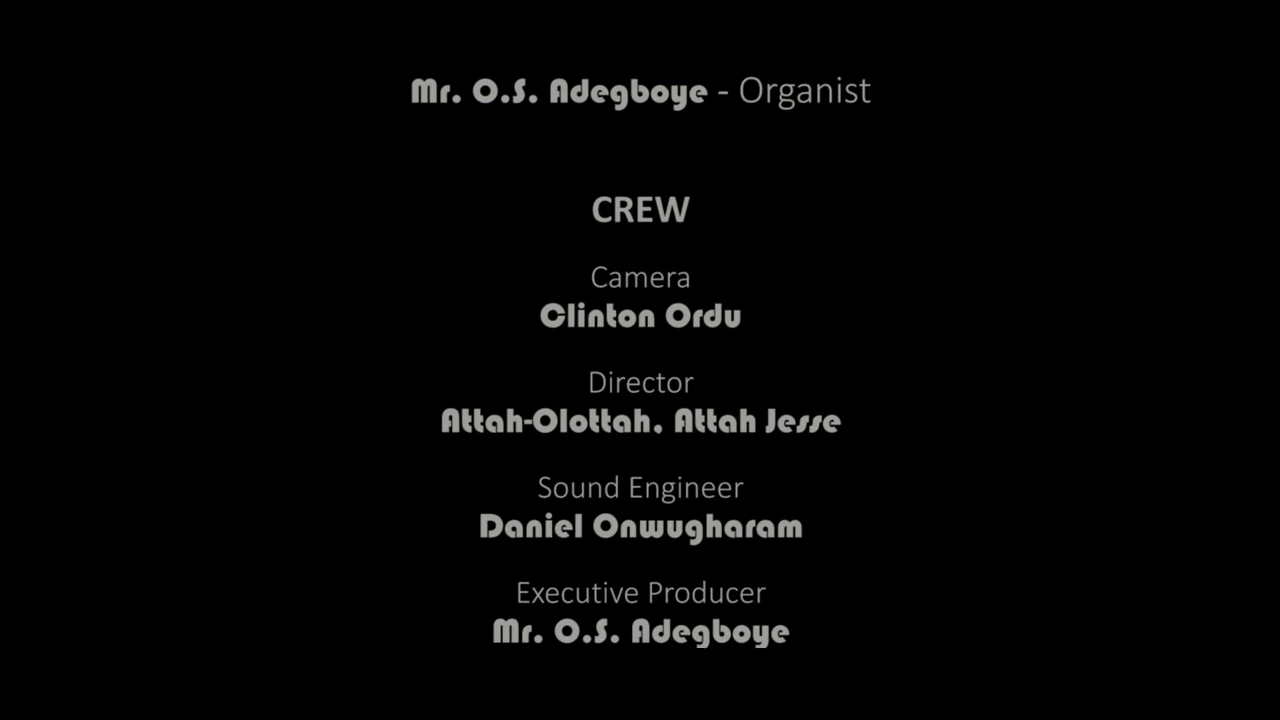 Mr. O.S. Adegboye - Organist
CREW
Camera
Clinton Ordu
Director
Attah-Olottah, Attah Jesse
Sound Engineer
Daniel Onwugharam
Executive Producer
Mr. O.S. Adegboye